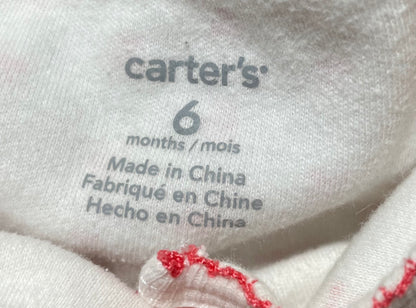 carter's
6
months / mois
Made in China
Fabriqué en Chine
Hecho en China